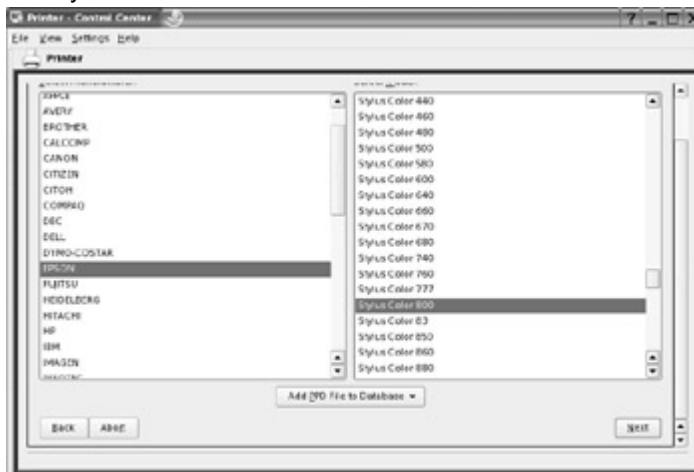 Printer - Control Center
File View Settings Help
Printer
APPLE
AVERY
BROTHER
CALCOMP
CANON
CITIZEN
CITOH
COMPAQ
DEC
DELL
DYMO-COSTAR
EPSON
FUJITSU
HEIDELBERG
HITACHI
HP
IBM
IMAGEN
Stylus Color 440
Stylus Color 460
Stylus Color 480
Stylus Color 500
Stylus Color 580
Stylus Color 600
Stylus Color 640
Stylus Color 660
Stylus Color 670
Stylus Color 680
Stylus Color 740
Stylus Color 760
Stylus Color 777
Stylus Color 800
Stylus Color 83
Stylus Color 850
Stylus Color 860
Stylus Color 880
Add PPD File to Database
Back Abort Next